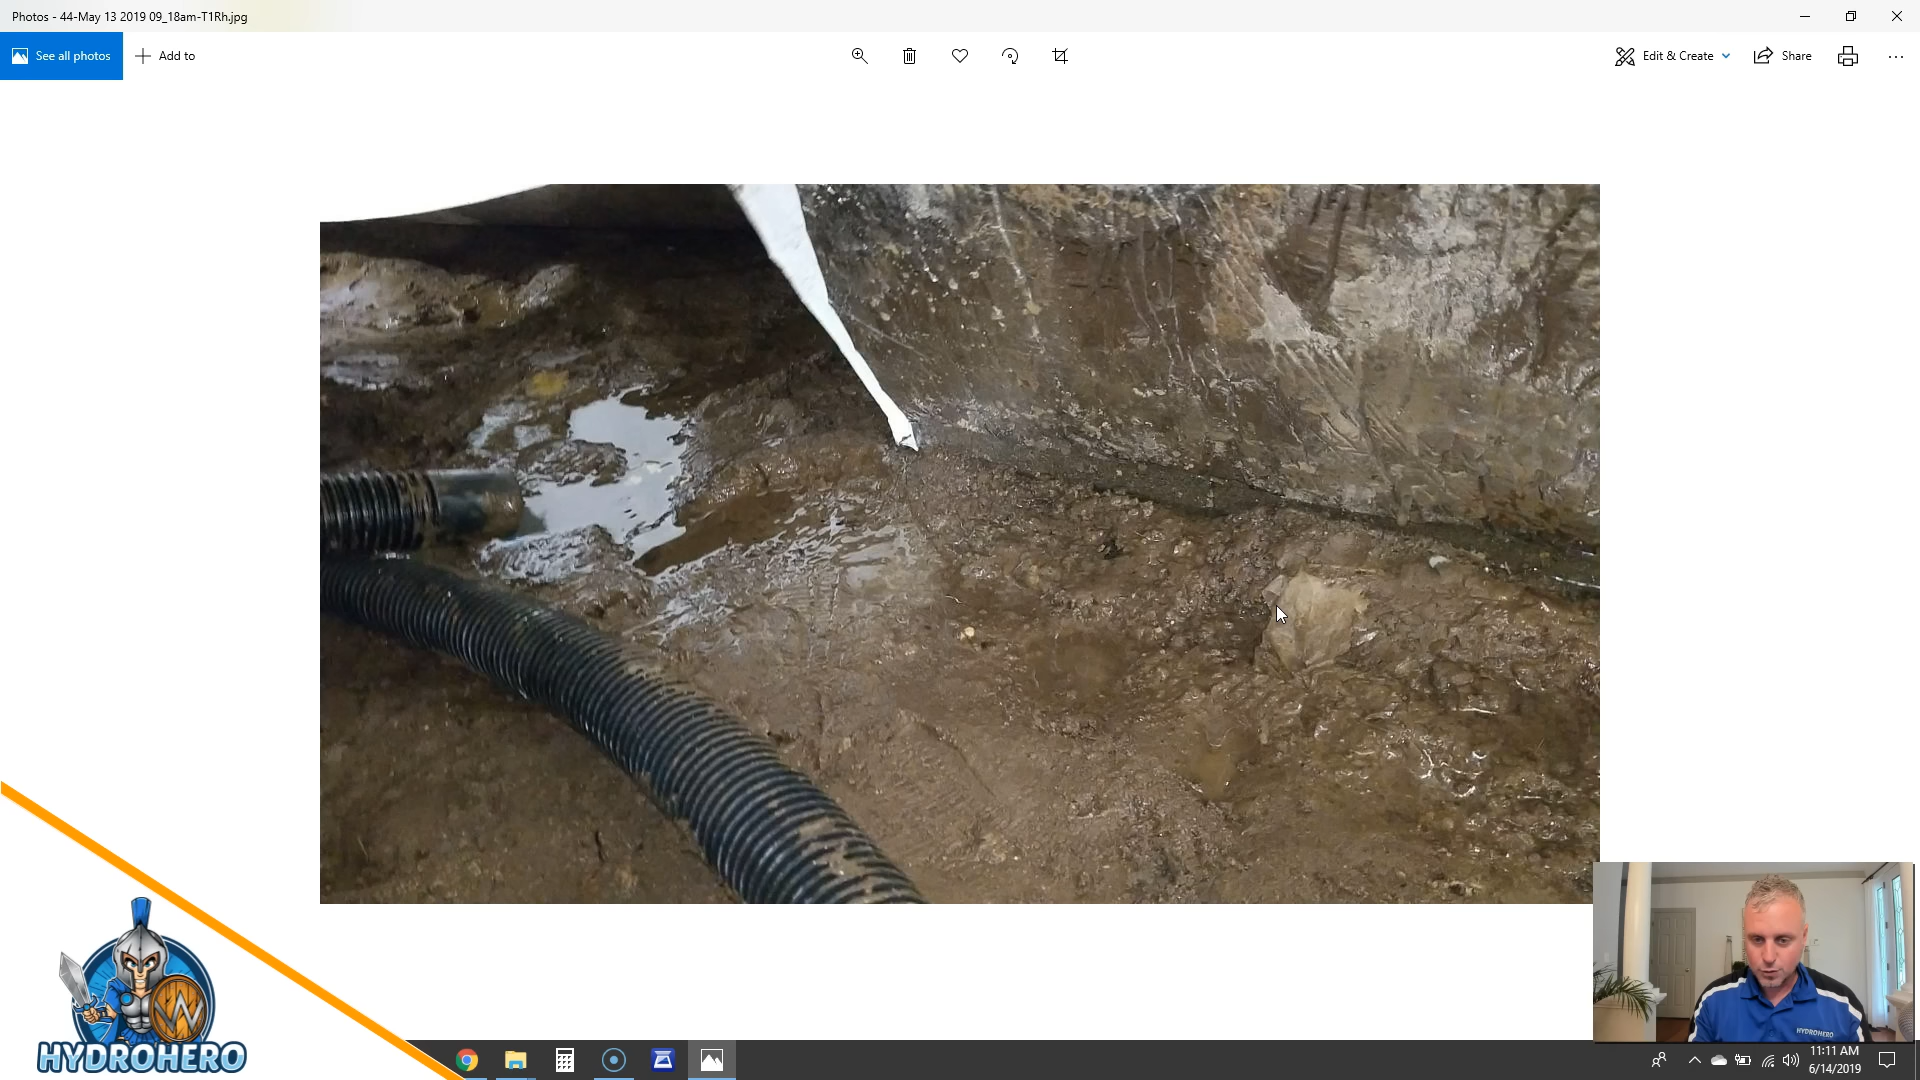 Photos - 44-May 13 2019 09_18am-T1Rh.jpg
See all photos
Add to
Edit & Create
Share
HYDROHERO
HYDROHERO
11:11 AM
6/14/2019